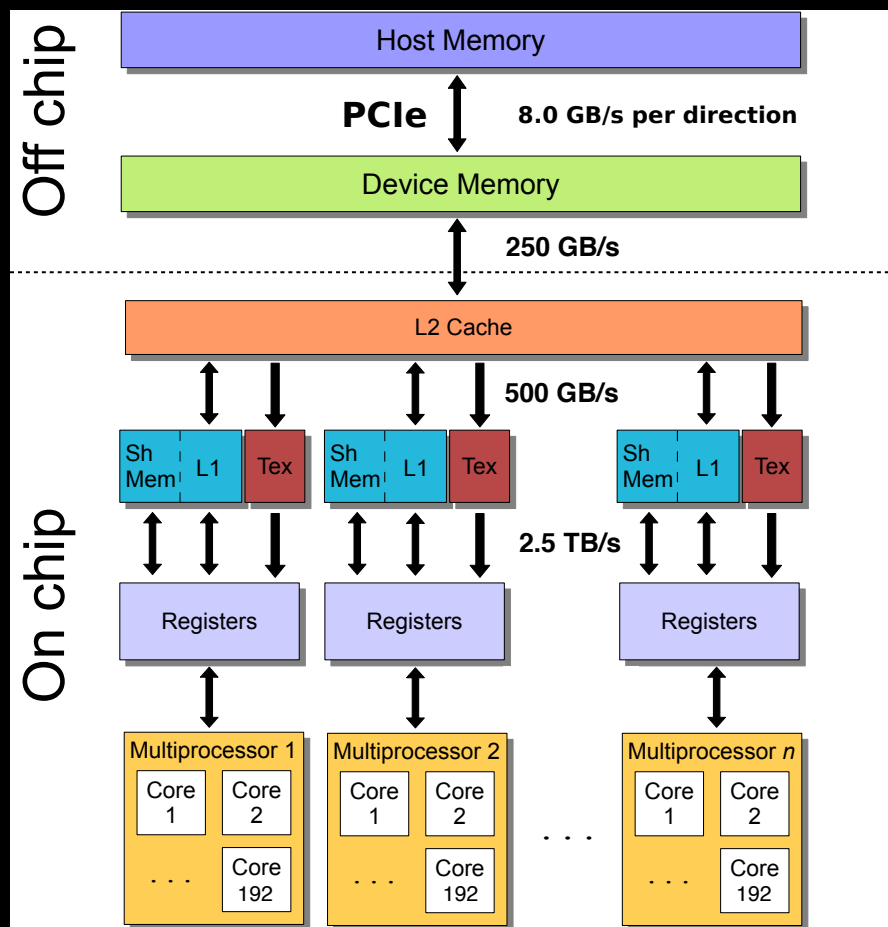 Off chip
Host Memory
PCIe
8.0 GB/s per direction
Device Memory
250 GB/s
On chip
L2 Cache
500 GB/s
Sh
Mem
L1
Tex
Sh
Mem
L1
Tex
Sh
Mem
L1
Tex
2.5 TB/s
Registers
Registers
Registers
Multiprocessor 1
Core
1
Core
2
. . .
Core
192
Multiprocessor 2
Core
1
Core
2
. . .
Core
192
. . .
Multiprocessor n
Core
1
Core
2
. . .
Core
192